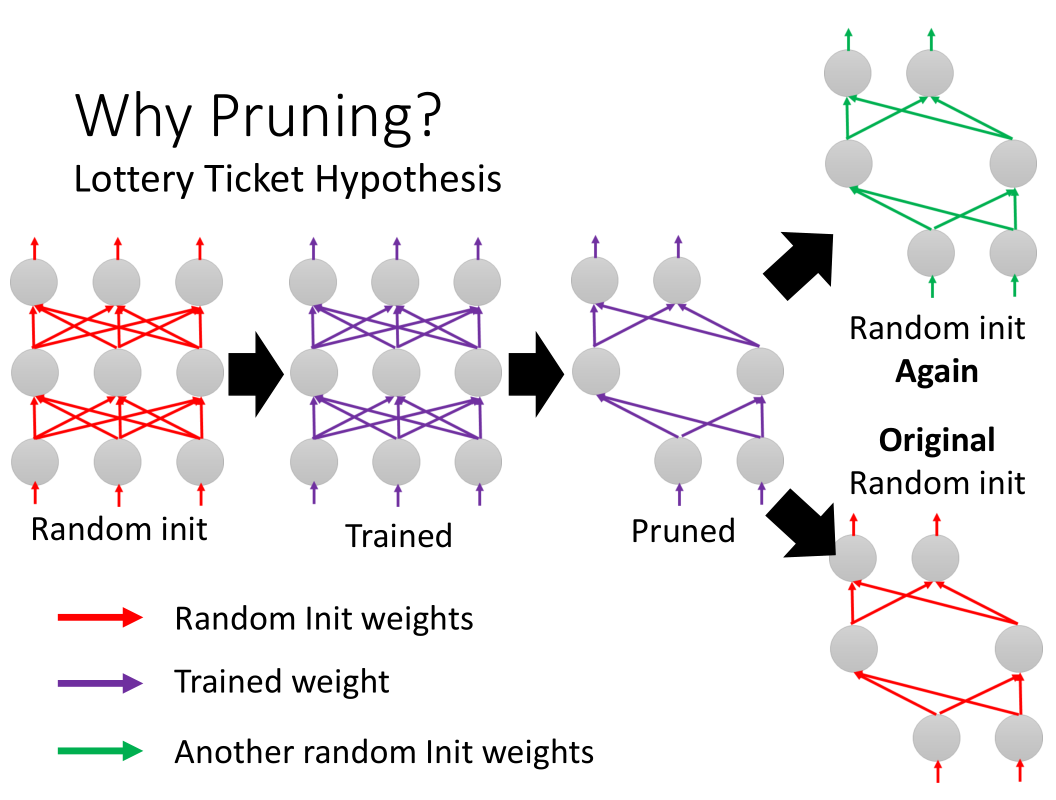 Why Pruning?
Lottery Ticket Hypothesis
Random init
Trained
Pruned
Random init
Again
Original
Random init
Random Init weights
Trained weight
Another random Init weights